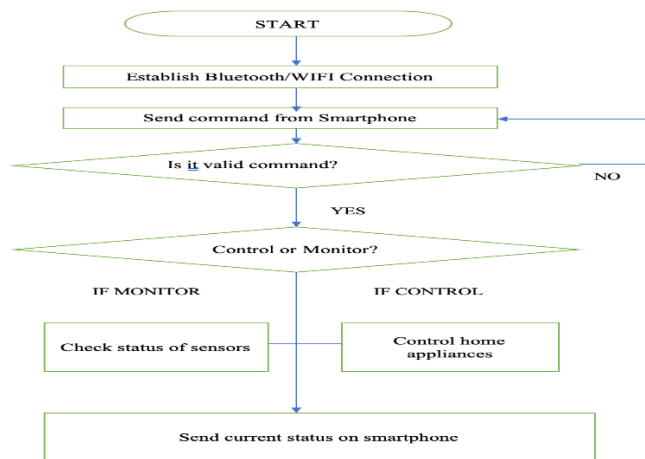 START
Establish Bluetooth/WIFI Connection
Send command from Smartphone
Is it valid command?
NO
YES
Control or Monitor?
IF MONITOR
IF CONTROL
Check status of sensors
Control home
appliances
Send current status on smartphone